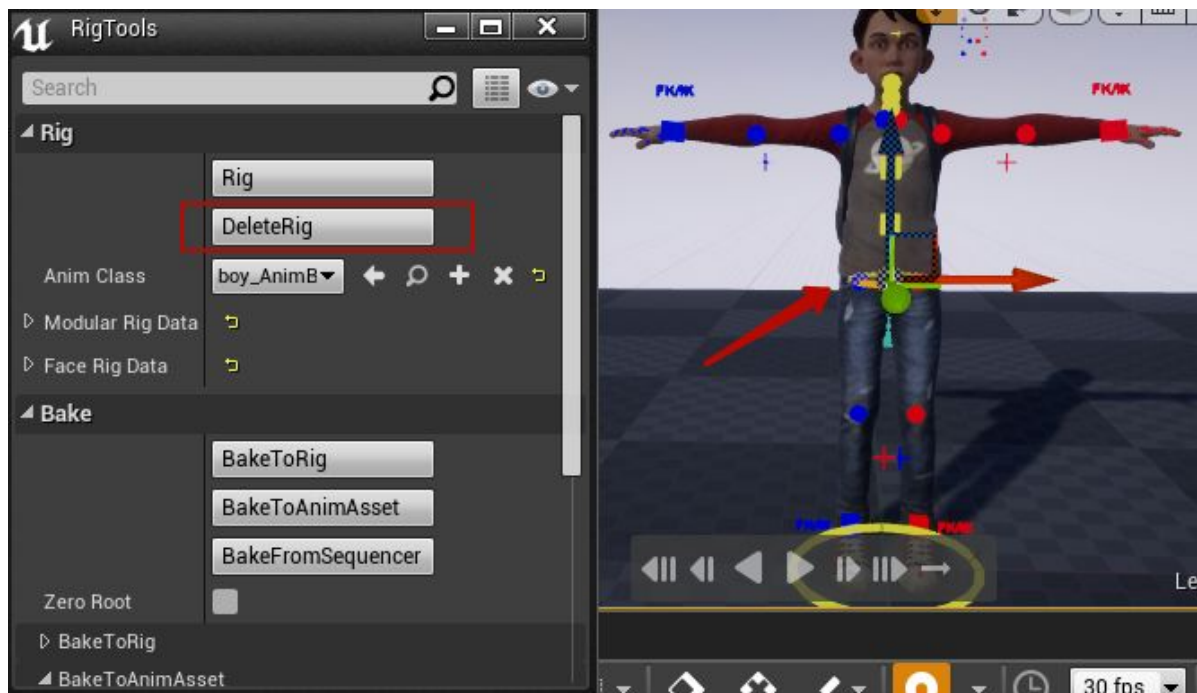 RigTools
Search
Rig
Rig
DeleteRig
Anim Class
boy_AnimB
Modular Rig Data
Face Rig Data
Bake
BakeToRig
BakeToAnimAsset
BakeFromSequencer
Zero Root
BakeToRig
BakeToAnimAsset
FK/IK
FK/IK
FK/IK
FK/IK
Le
30 fps